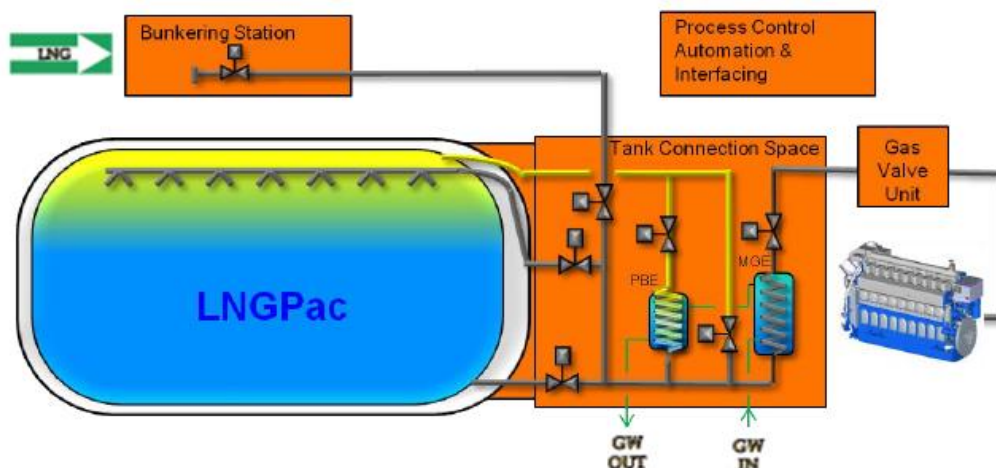 LNG
Bunkering Station
Process Control
Automation &
Interfacing
Tank Connection Space
Gas
Valve
Unit
PBE
MGE
LNGPac
GW
OUT
GW
IN